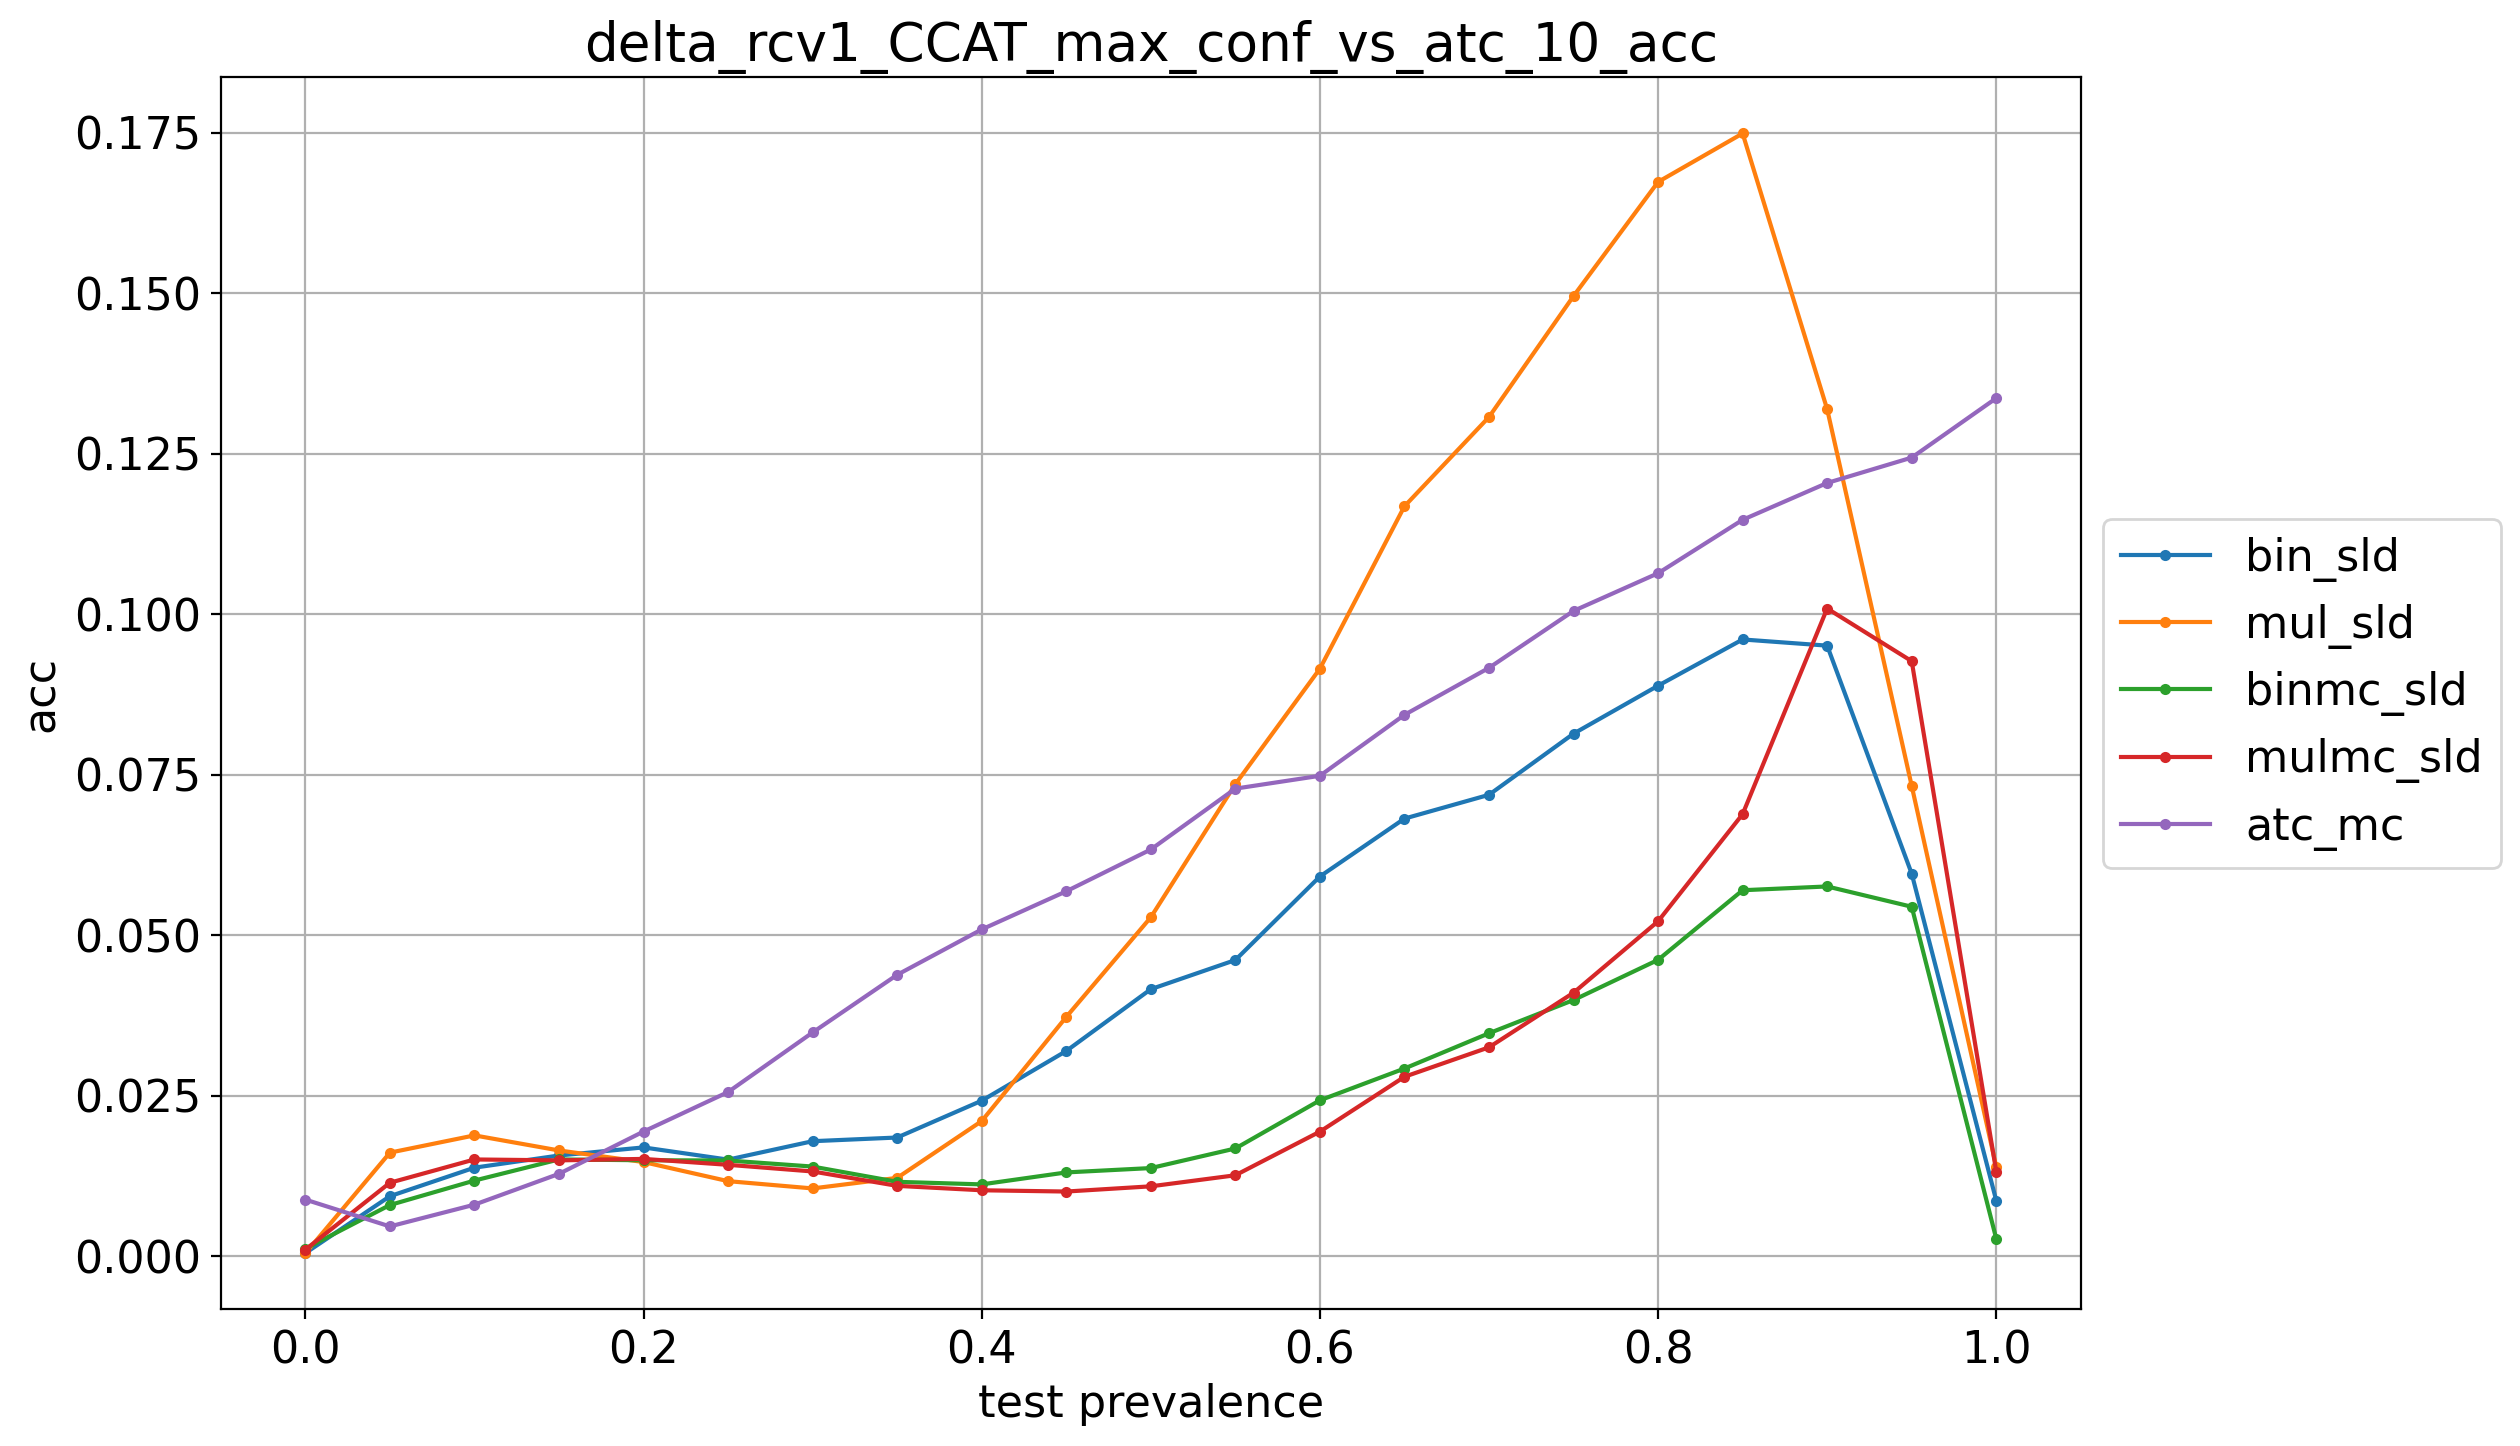 delta_rcv1_CCAT_max_conf_vs_atc_10_acc
0.175
0.150
0.125
0.100
0.075
0.050
0.025
0.000
acc
0.0 0.2 0.4 0.6 0.8 1.0
test prevalence
bin_sld
mul_sld
binmc_sld
mulmc_sld
atc_mc